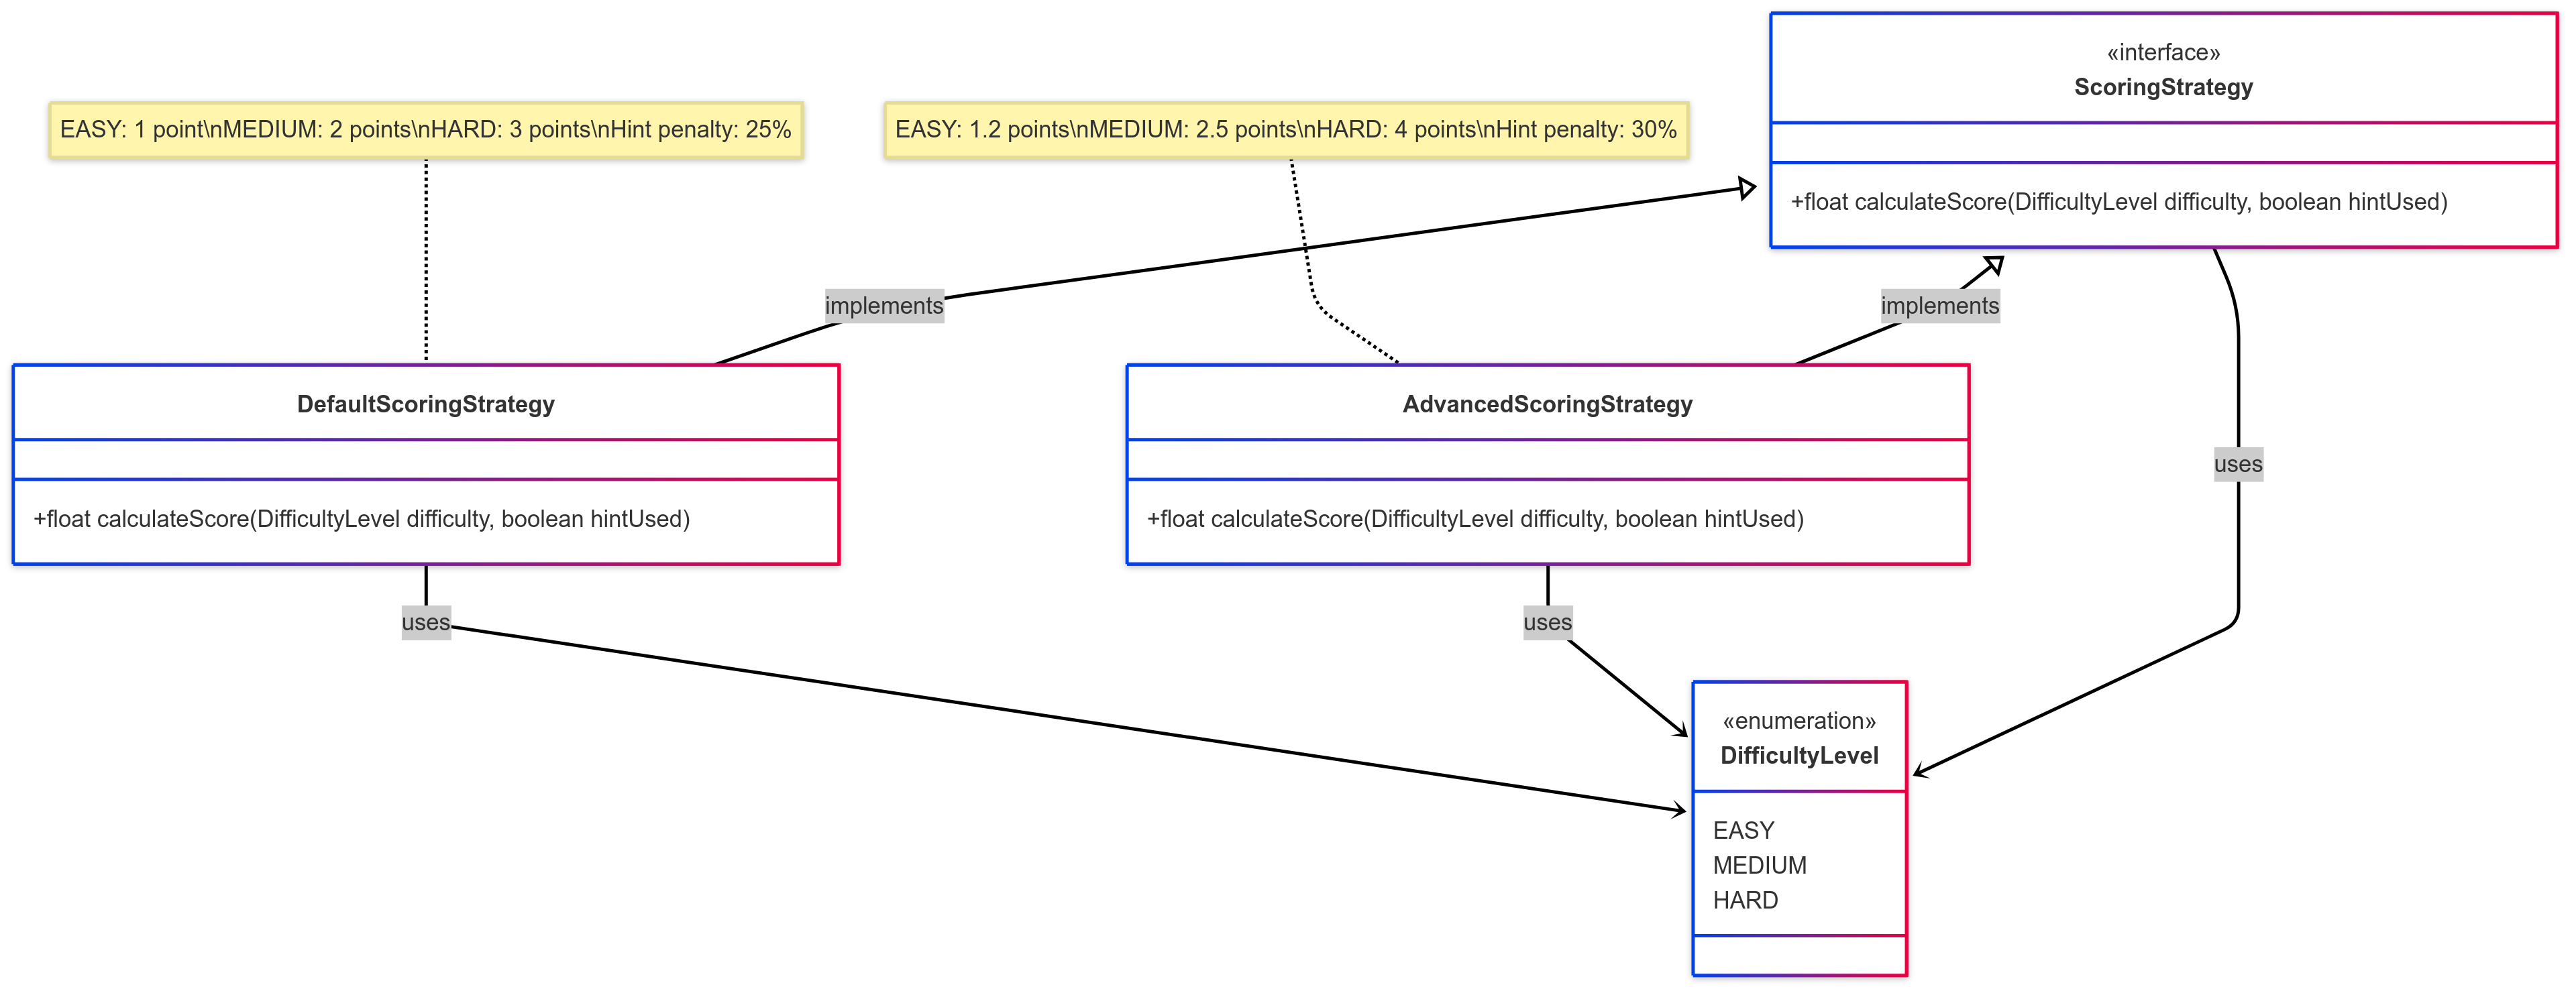 «interface»
ScoringStrategy
+float calculateScore(DifficultyLevel difficulty, boolean hintUsed)
EASY: 1 point\nMEDIUM: 2 points\nHARD: 3 points\nHint penalty: 25%
EASY: 1.2 points\nMEDIUM: 2.5 points\nHARD: 4 points\nHint penalty: 30%
implements
implements
DefaultScoringStrategy
+float calculateScore(DifficultyLevel difficulty, boolean hintUsed)
AdvancedScoringStrategy
+float calculateScore(DifficultyLevel difficulty, boolean hintUsed)
uses
uses
uses
«enumeration»
DifficultyLevel
EASY
MEDIUM
HARD